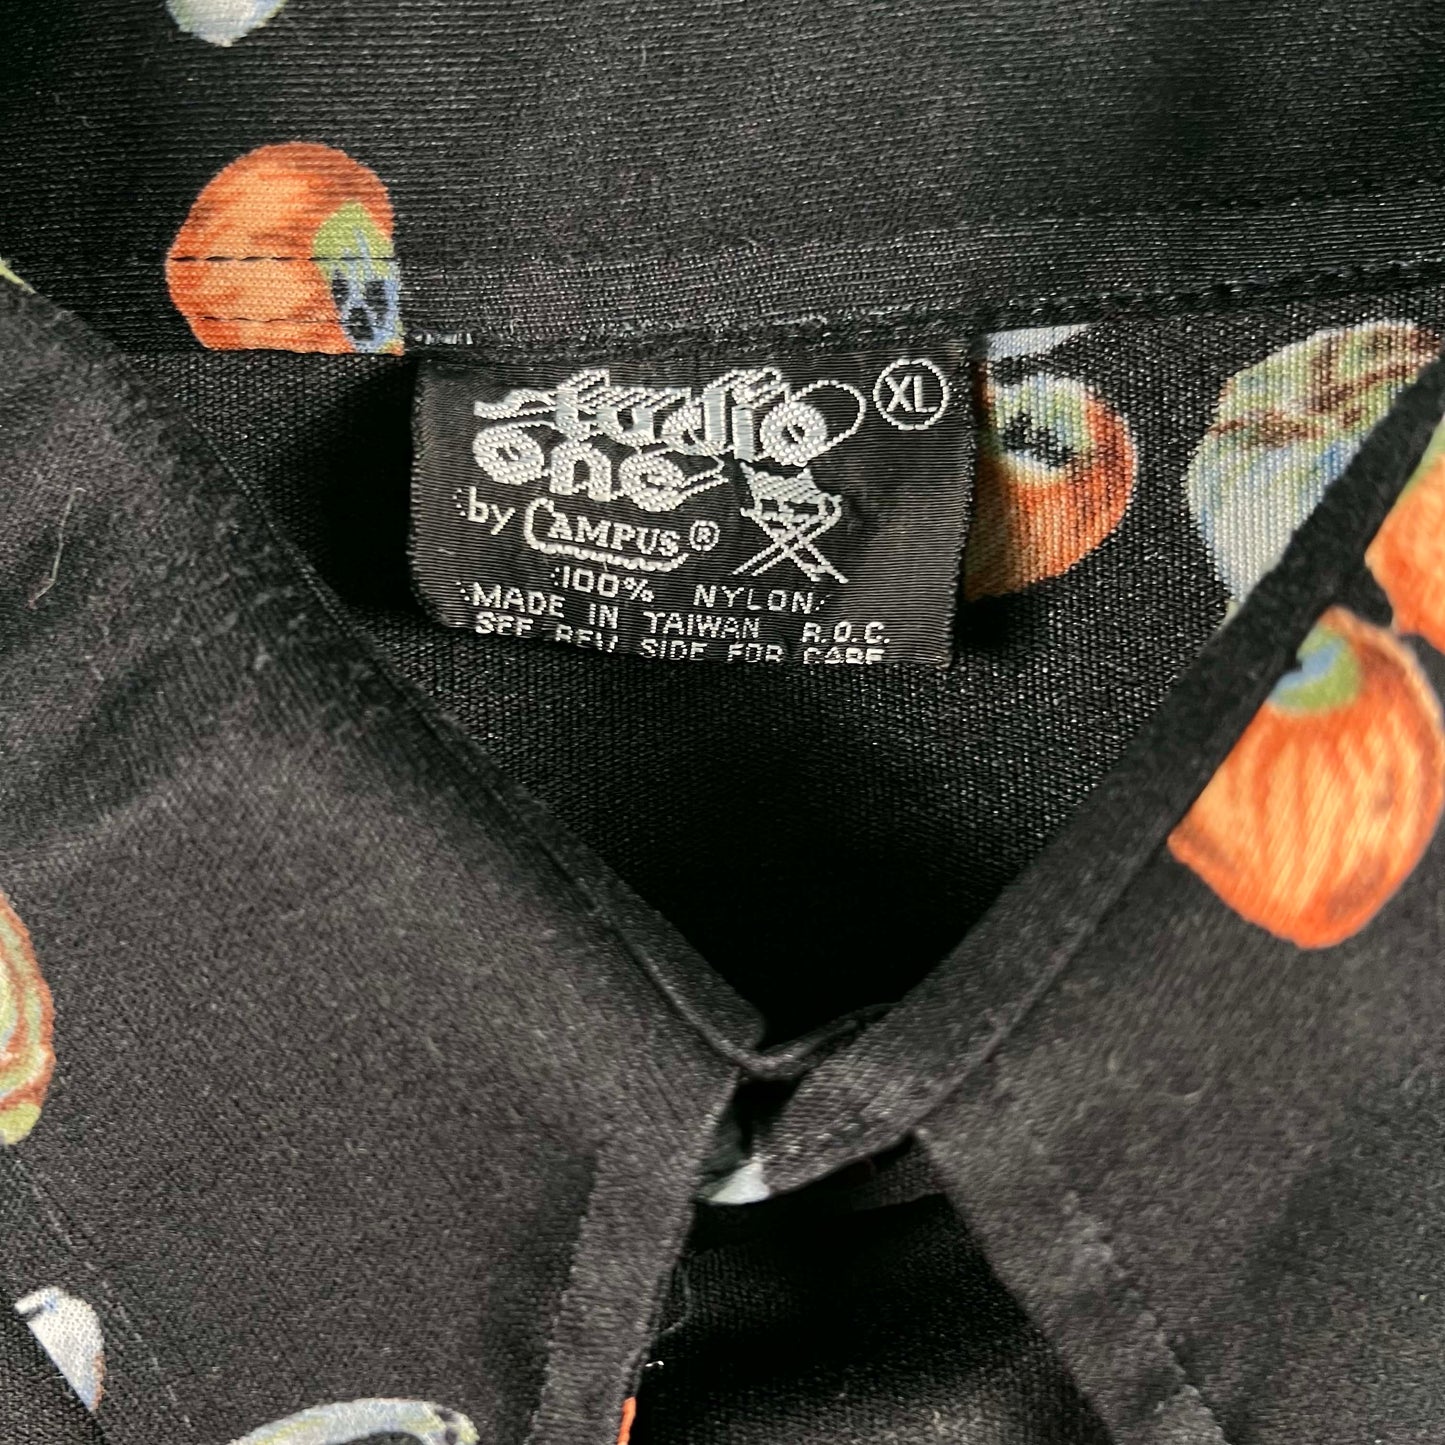 studio XL
one
by CAMPUS®
100% NYLON
MADE IN TAIWAN R.O.C.
SEE REV. SIDE FOR CARE